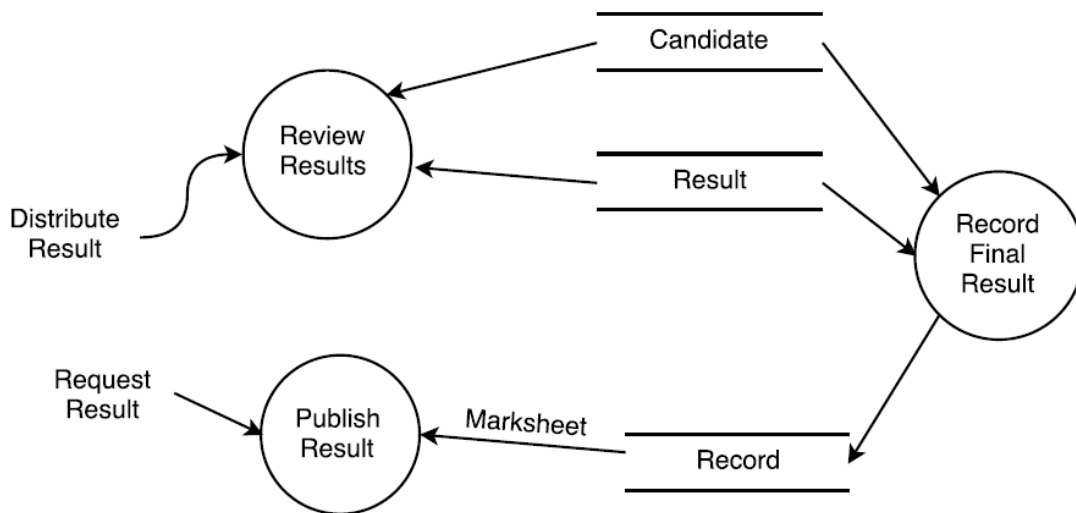 Candidate
Review
Results
Result
Distribute
Result
Record
Final
Result
Request
Result
Publish
Result
Marksheet
Record